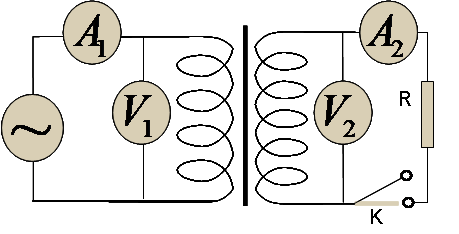 A₁
A₂
V₁
V₂
R
~
K